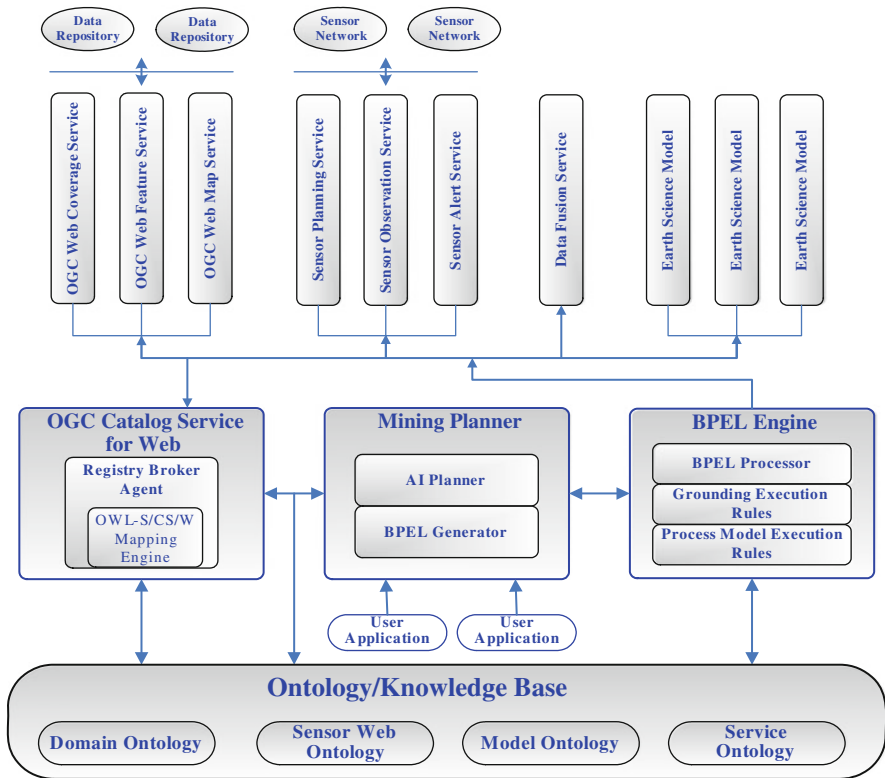 Data
Repository
Data
Repository
Sensor
Network
Sensor
Network
OGC Web Coverage Service
OGC Web Feature Service
OGC Web Map Service
Sensor Planning Service
Sensor Observation Service
Sensor Alert Service
Data Fusion Service
Earth Science Model
Earth Science Model
Earth Science Model
OGC Catalog Service
for Web
Registry Broker
Agent
OWL-S/CS/W
Mapping
Engine
Mining Planner
AI Planner
BPEL Generator
BPEL Engine
BPEL Processor
Grounding Execution
Rules
Process Model Execution
Rules
User
Application
User
Application
Ontology/Knowledge Base
Domain Ontology
Sensor Web
Ontology
Model Ontology
Service
Ontology